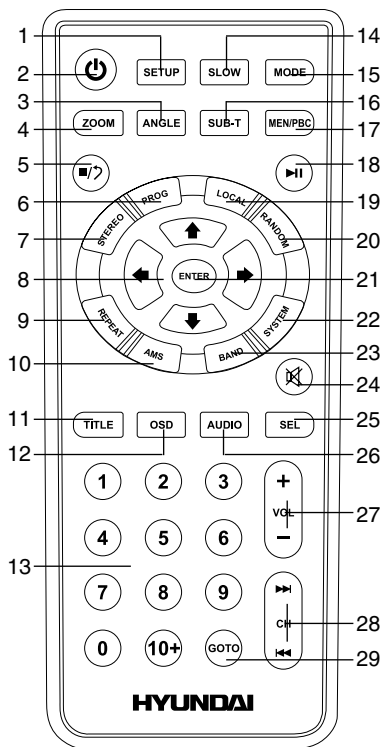 1
14
2
SETUP
SLOW
MODE
15
3
16
4
ZOOM
ANGLE
SUB-T
MEN/PBC
17
5
18
6
PROG
LOCAL
19
7
STEREO
RANDOM
20
8
ENTER
21
9
REPEAT
SYSTEM
22
10
AMS
BAND
23
24
11
TITLE
OSD
AUDIO
SEL
25
12
26
1
2
3
+
VOL
27
4
5
6
−
13
7
8
9
CH
28
0
10+
GOTO
29
HYUNDAI